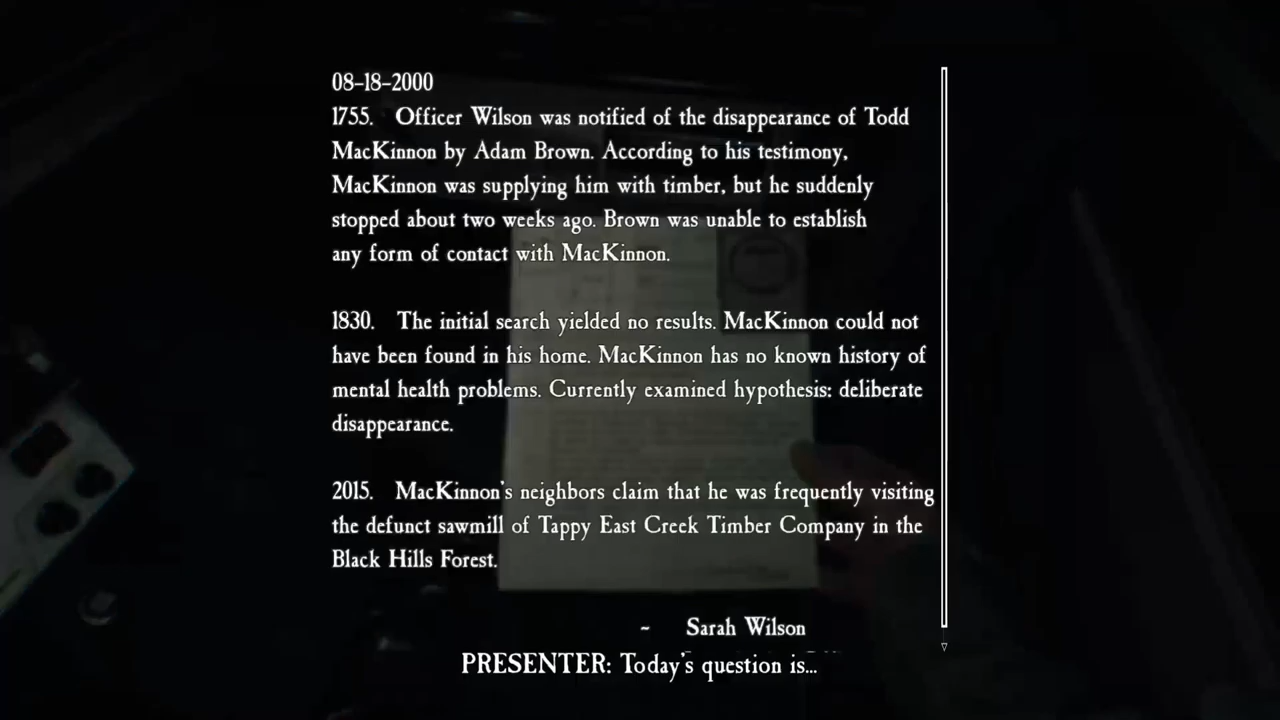 08-18-2000
1755. Officer Wilson was notified of the disappearance of Todd
MacKinnon by Adam Brown. According to his testimony,
MacKinnon was supplying him with timber, but he suddenly
stopped about two weeks ago. Brown was unable to establish
any form of contact with MacKinnon.
1830. The initial search yielded no results. MacKinnon could not
have been found in his home. MacKinnon has no known history of
mental health problems. Currently examined hypothesis: deliberate
disappearance.
2015. MacKinnon's neighbors claim that he was frequently visiting
the defunct sawmill of Tappy East Creek Timber Company in the
Black Hills Forest.
- Sarah Wilson
PRESENTER: Today's question is...